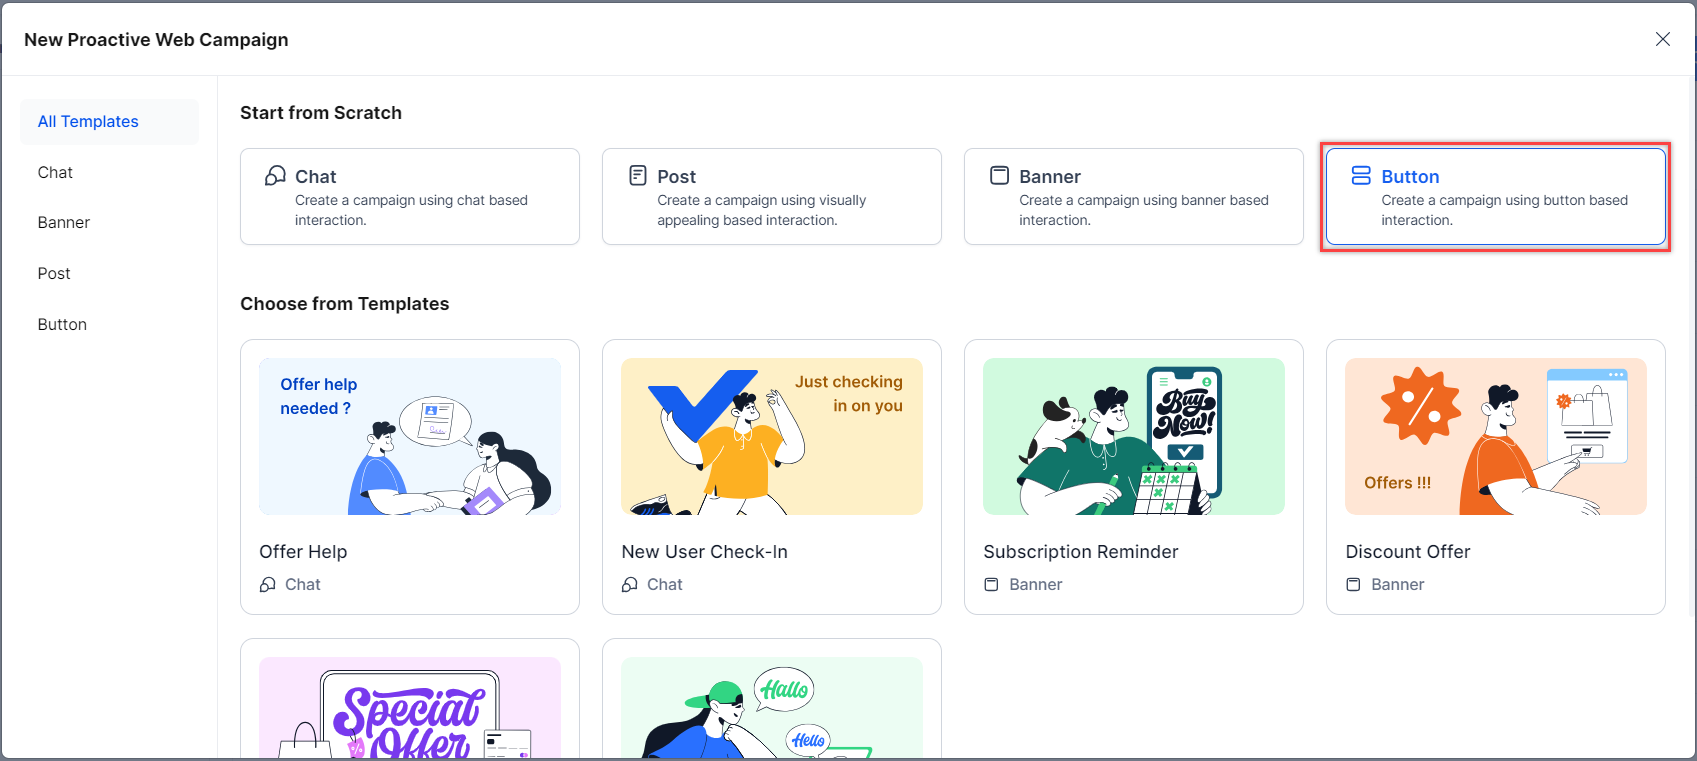 New Proactive Web Campaign
All Templates
Chat
Banner
Post
Button
Start from Scratch
Chat
Create a campaign using chat based
interaction.
Post
Create a campaign using visually
appealing based interaction.
Banner
Create a campaign using banner based
interaction.
Button
Create a campaign using button based
interaction.
Choose from Templates
Offer help
needed ?
Offer Help
Chat
Just checking
in on you
New User Check-In
Chat
Buy
Now!
Subscription Reminder
Banner
Offers !!!
Discount Offer
Banner
Special
Offer
Hallo
Hello